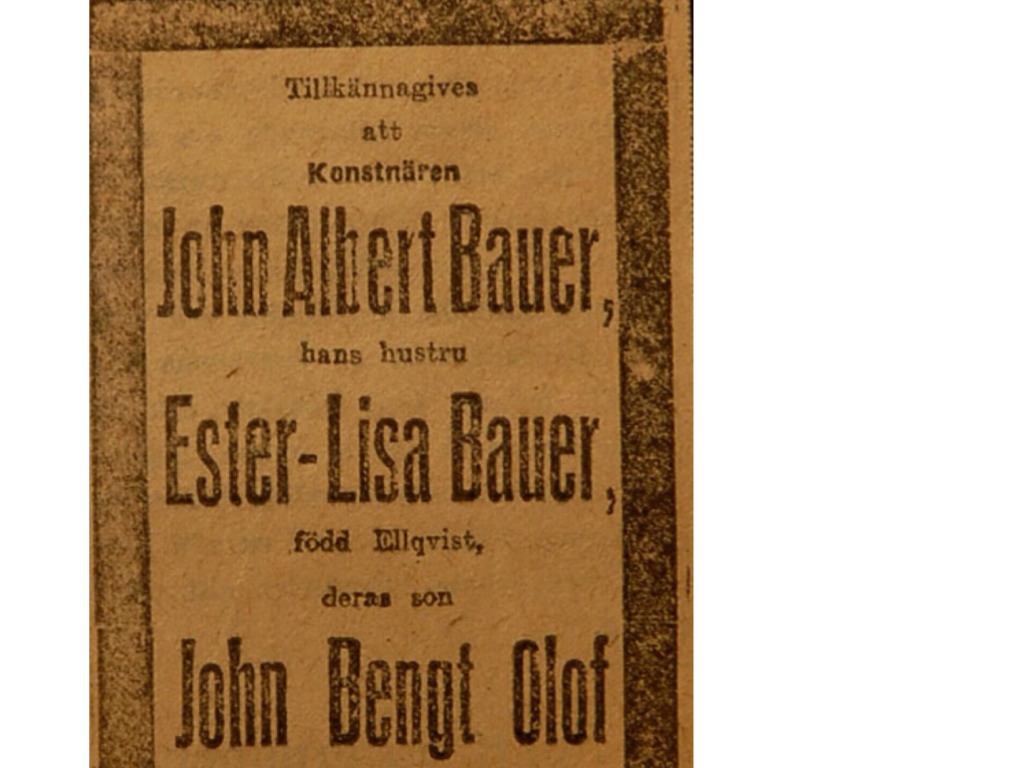 Tillkännagives
att
Konstnären
John Albert Bauer,
hans hustru
Ester-Lisa Bauer,
född Ellqvist,
deras son
John Bengt Olof